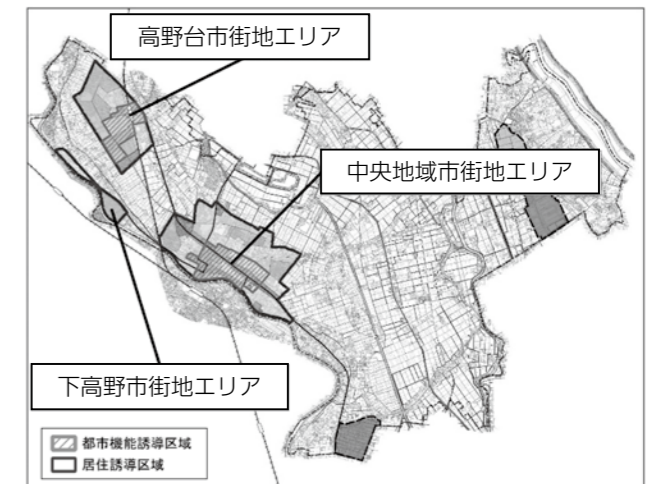 高野台市街地エリア
中央地域市街地エリア
下高野市街地エリア
都市機能誘導区域
居住誘導区域